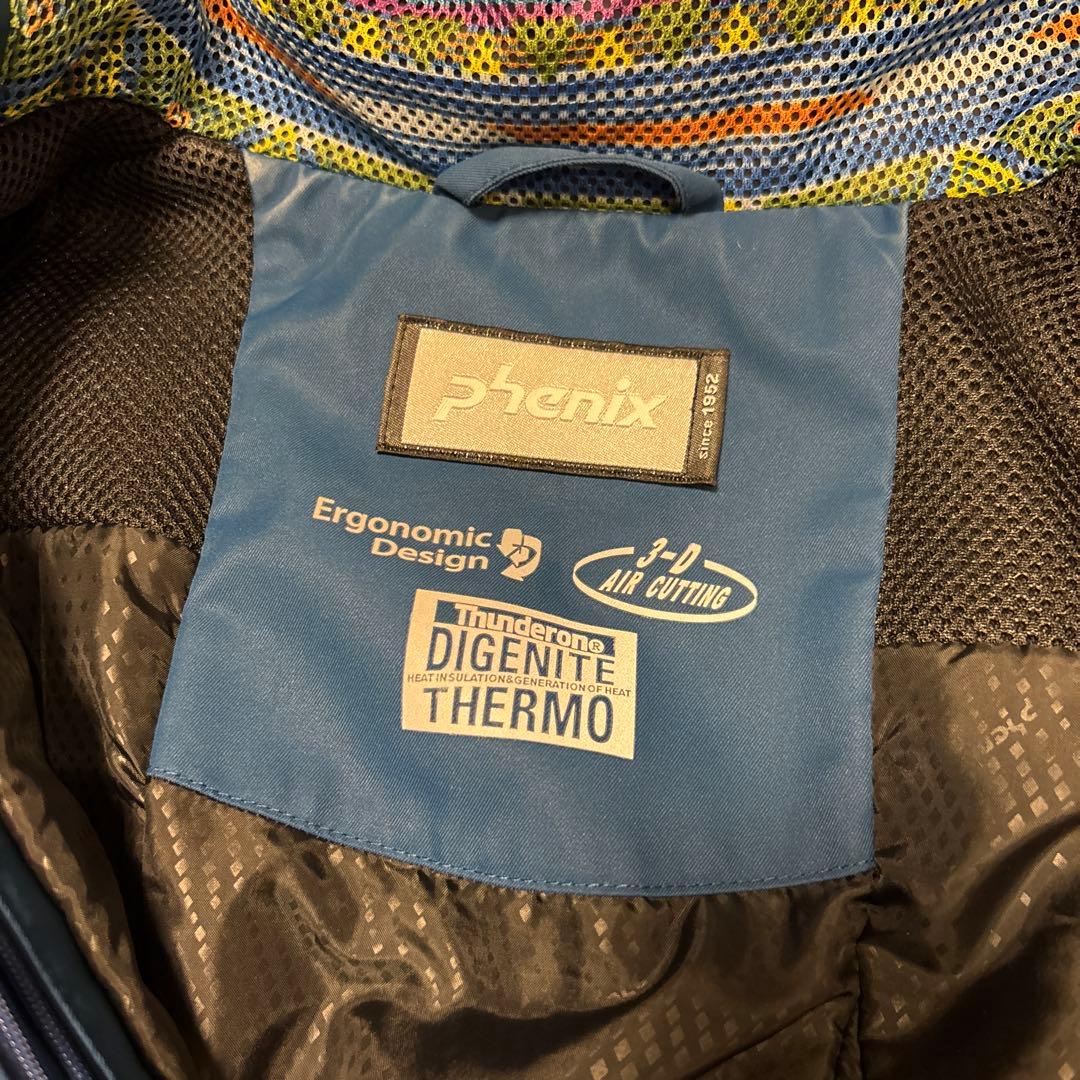 phenix
since 1952
Ergonomic
Design
3-D
AIR CUTTING
Thunderon®
DIGENITE
HEAT INSULATION&GENERATION OF HEAT
THERMO